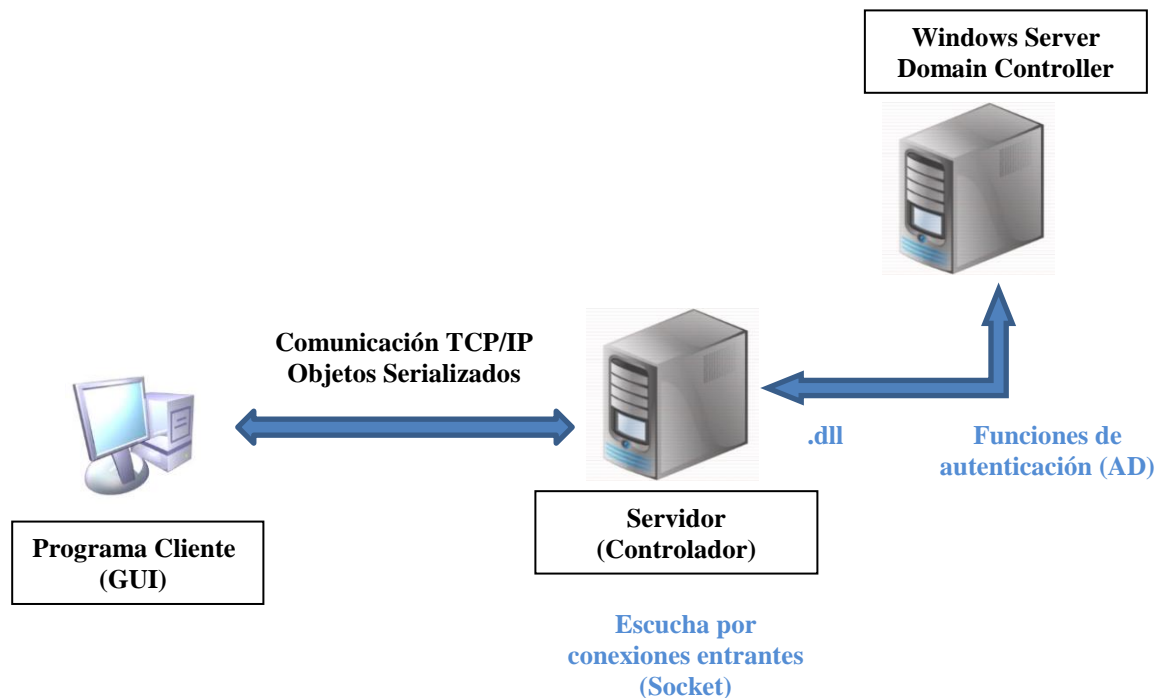 Windows Server
Domain Controller
Comunicación TCP/IP
Objetos Serializados
.dll
Funciones de
autenticación (AD)
Servidor
(Controlador)
Programa Cliente
(GUI)
Escucha por
conexiones entrantes
(Socket)